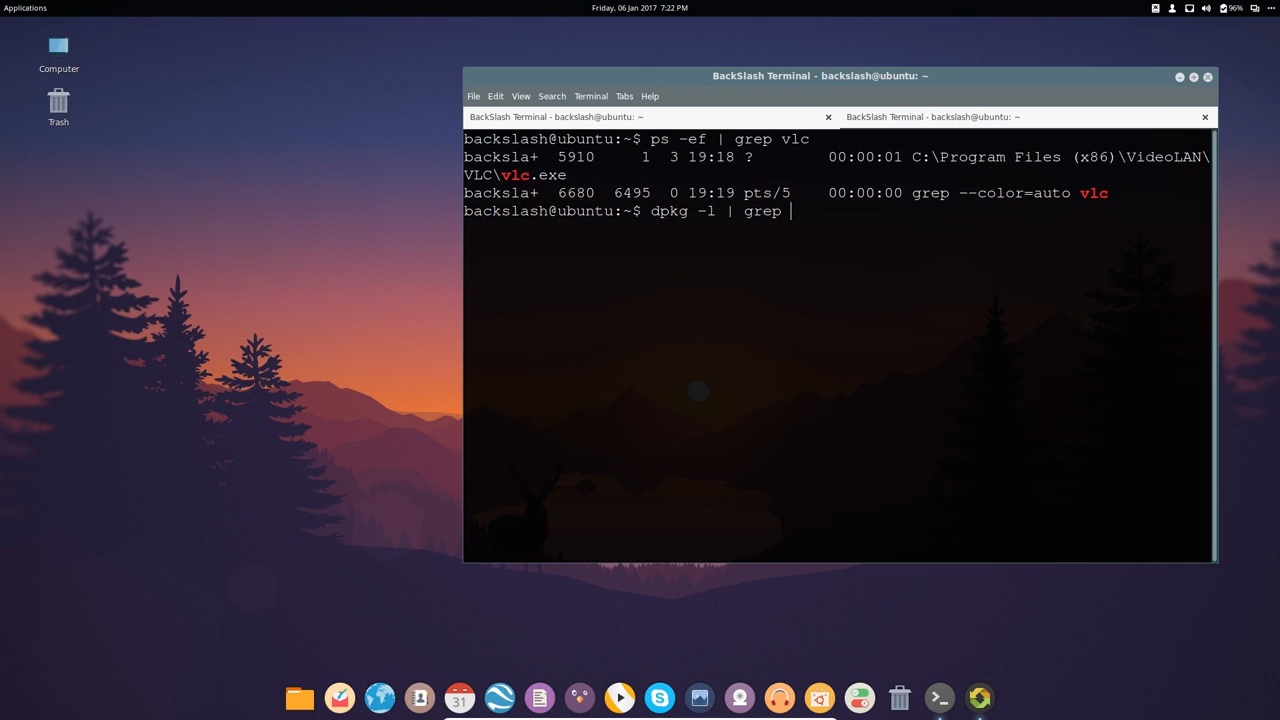 Applications
Friday, 06 Jan 2017 7:22 PM
96%
Computer
Trash
BackSlash Terminal - backslash@ubuntu: ~
File Edit View Search Terminal Tabs Help
BackSlash Terminal - backslash@ubuntu: ~
BackSlash Terminal - backslash@ubuntu: ~
backslash@ubuntu:~$ ps -ef | grep vlc
backsla+  5910     1  3 19:18 ?        00:00:01 C:\Program Files (x86)\VideoLAN\
VLC\vlc.exe
backsla+  6680  6495  0 19:19 pts/5    00:00:00 grep --color=auto vlc
backslash@ubuntu:~$ dpkg -l | grep
31